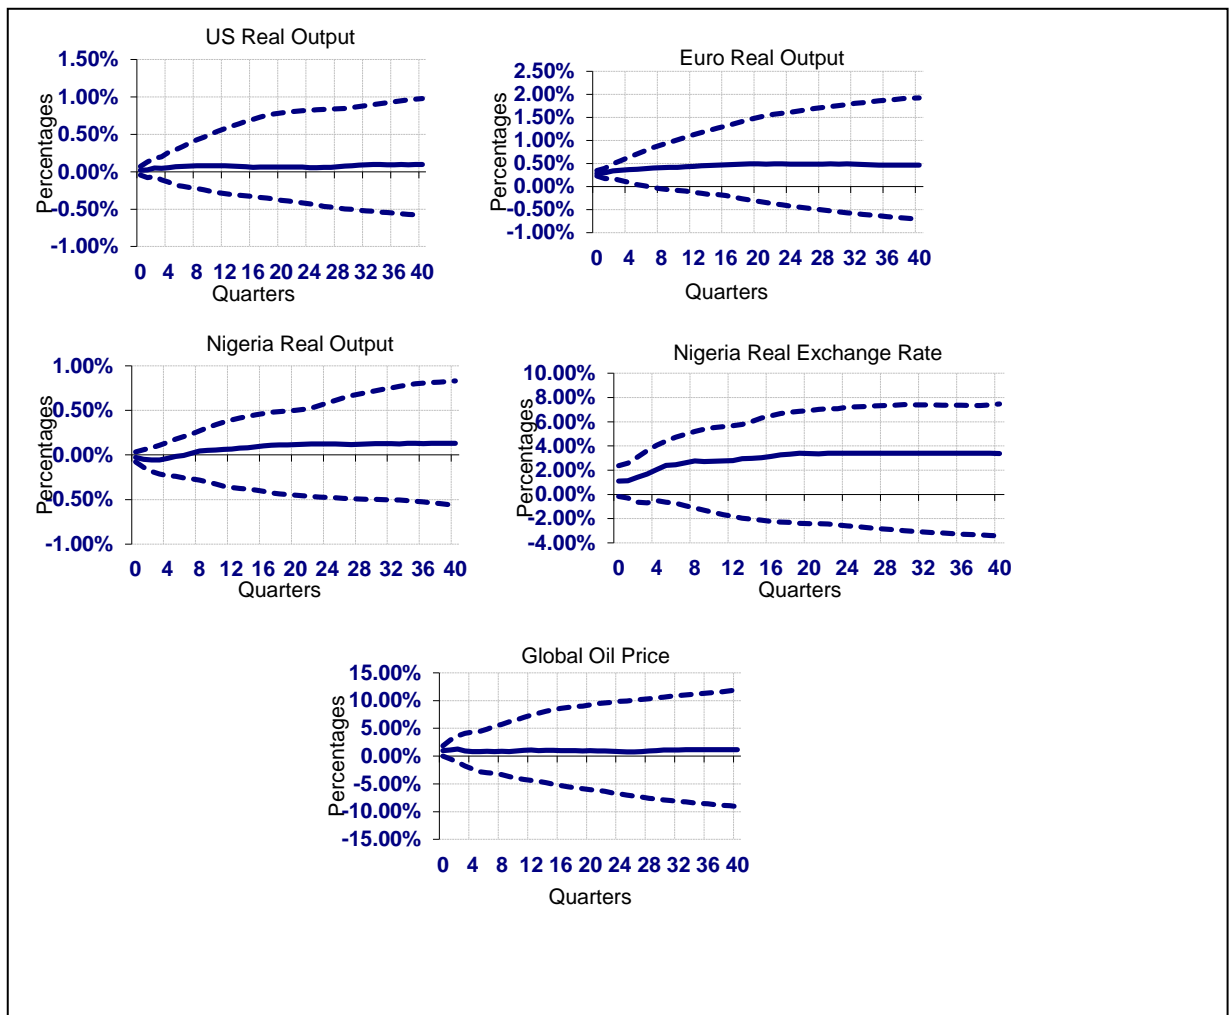 US Real Output
1.50%
1.00%
0.50%
0.00%
-0.50%
-1.00%
Percentages
0 4 8 12 16 20 24 28 32 36 40
Quarters
Euro Real Output
2.50%
2.00%
1.50%
1.00%
0.50%
0.00%
-0.50%
-1.00%
Percentages
0 4 8 12 16 20 24 28 32 36 40
Quarters
Nigeria Real Output
1.00%
0.50%
0.00%
-0.50%
-1.00%
Percentages
0 4 8 12 16 20 24 28 32 36 40
Quarters
Nigeria Real Exchange Rate
10.00%
8.00%
6.00%
4.00%
2.00%
0.00%
-2.00%
-4.00%
Percentages
0 4 8 12 16 20 24 28 32 36 40
Quarters
Global Oil Price
15.00%
10.00%
5.00%
0.00%
-5.00%
-10.00%
-15.00%
Percentages
0 4 8 12 16 20 24 28 32 36 40
Quarters